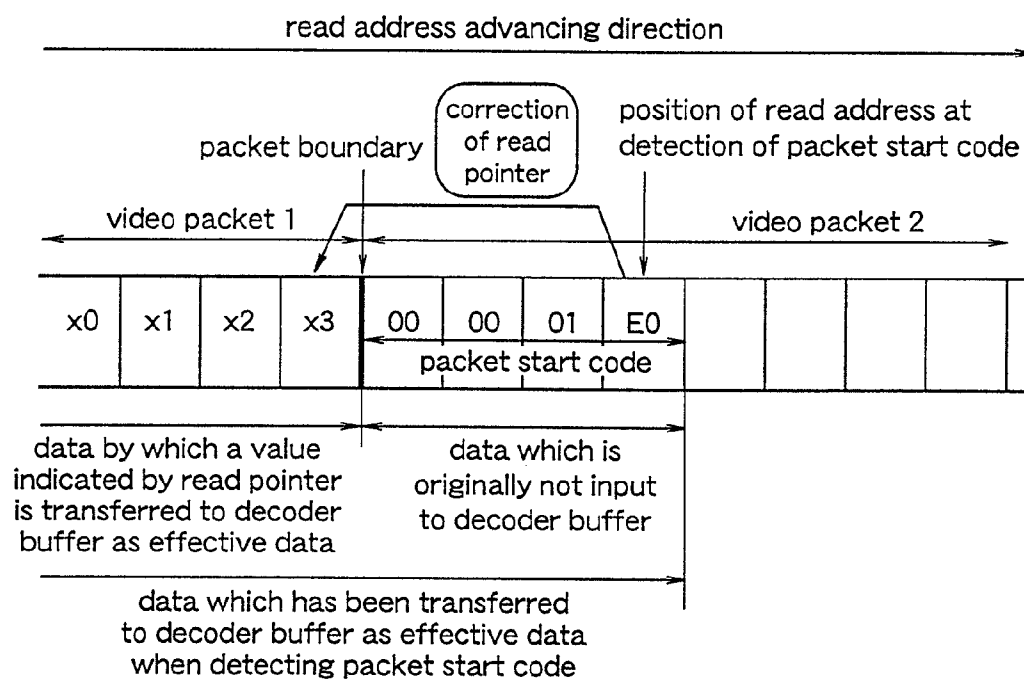 read address advancing direction
correction
of read
pointer
position of read address at
detection of packet start code
packet boundary
video packet 1
video packet 2
x0 x1 x2 x3 00 00 01 E0
packet start code
data by which a value
indicated by read pointer
is transferred to decoder
buffer as effective data
data which is
originally not input
to decoder buffer
data which has been transferred
to decoder buffer as effective data
when detecting packet start code